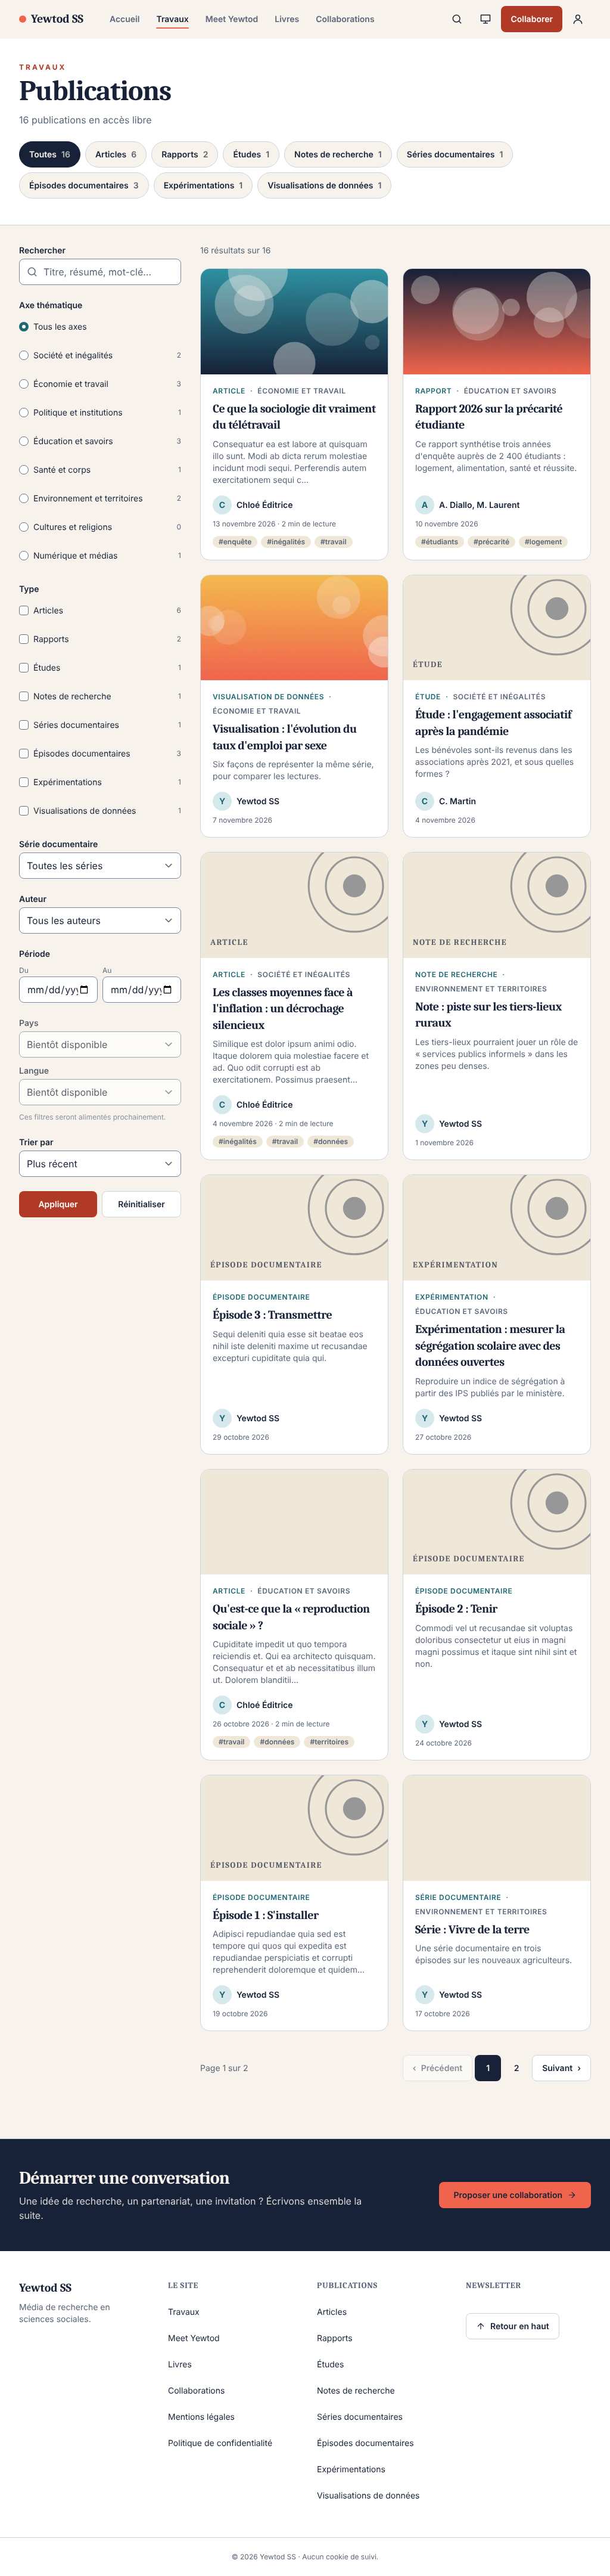 Yewtod SS
Accueil
Travaux
Meet Yewtod
Livres
Collaborations
Collaborer
TRAVAUX
Publications
16 publications en accès libre
Toutes 16
Articles 6
Rapports 2
Études 1
Notes de recherche 1
Séries documentaires 1
Épisodes documentaires 3
Expérimentations 1
Visualisations de données 1
Rechercher
Titre, résumé, mot-clé…
Axe thématique
Tous les axes
Société et inégalités 2
Économie et travail 3
Politique et institutions 1
Éducation et savoirs 3
Santé et corps 1
Environnement et territoires 2
Cultures et religions 0
Numérique et médias 1
Type
Articles 6
Rapports 2
Études 1
Notes de recherche 1
Séries documentaires 1
Épisodes documentaires 3
Expérimentations 1
Visualisations de données 1
Série documentaire
Toutes les séries
Auteur
Tous les auteurs
Période
Du
Au
mm/dd/yyy
mm/dd/yyy
Pays
Bientôt disponible
Langue
Bientôt disponible
Ces filtres seront alimentés prochainement.
Trier par
Plus récent
Appliquer
Réinitialiser
16 résultats sur 16
ARTICLE · ÉCONOMIE ET TRAVAIL
Ce que la sociologie dit vraiment
du télétravail
Consequatur ea est labore at quisquam
illo sunt. Modi ab dicta rerum molestiae
incidunt modi sequi. Perferendis autem
exercitonem sequi c…
C
Chloé Éditrice
13 novembre 2026 · 2 min de lecture
#enquête #inégalités #travail
RAPPORT · ÉDUCATION ET SAVOIRS
Rapport 2026 sur la précarité
étudiante
Ce rapport synthétise trois années
d'enquête auprès de 2 400 étudiants :
logement, alimentation, santé et réussite.
A
A. Diallo, M. Laurent
10 novembre 2026
#étudiants #précarité #logement
VISUALISATION DE DONNÉES ·
ÉCONOMIE ET TRAVAIL
Visualisation : l'évolution du
taux d'emploi par sexe
Six façons de représenter la même série,
pour comparer les lectures.
Y
Yewtod SS
7 novembre 2026
ÉTUDE
ÉTUDE · SOCIÉTÉ ET INÉGALITÉS
Étude : l'engagement associatif
après la pandémie
Les bénévoles sont-ils revenus dans les
associations après 2021, et sous quelles
formes ?
C
C. Martin
4 novembre 2026
ARTICLE
ARTICLE · SOCIÉTÉ ET INÉGALITÉS
Les classes moyennes face à
l'inflation : un décrochage
silencieux
Similique est dolor ipsum animi odio.
Itaque dolorem quia molestiae facere et
ad. Quo odit corrupti est ab
exercitationem. Possimus praesent…
C
Chloé Éditrice
4 novembre 2026 · 2 min de lecture
#inégalités #travail #données
NOTE DE RECHERCHE
NOTE DE RECHERCHE ·
ENVIRONNEMENT ET TERRITOIRES
Note : piste sur les tiers-lieux
ruraux
Les tiers-lieux pourraient jouer un rôle de
« services publics informels » dans les
zones peu denses.
Y
Yewtod SS
1 novembre 2026
ÉPISODE DOCUMENTAIRE
ÉPISODE DOCUMENTAIRE
Épisode 3 : Transmettre
Sequi deleniti quia esse sit beatae eos
nihil iste deleniti maxime ut recusandae
excepturi cupiditate quia qui.
Y
Yewtod SS
29 octobre 2026
EXPÉRIMENTATION
EXPÉRIMENTATION ·
ÉDUCATION ET SAVOIRS
Expérimentation : mesurer la
ségrégation scolaire avec des
données ouvertes
Reproduire un indice de ségrégation à
partir des IPS publiés par le ministère.
Y
Yewtod SS
27 octobre 2026
ARTICLE · ÉDUCATION ET SAVOIRS
Qu'est-ce que la « reproduction
sociale » ?
Cupiditate impedit ut quo tempora
reiciendis et. Qui ea architecto quisquam.
Consequatur et et ab necessitatibus illum
ut. Dolorem blanditii…
C
Chloé Éditrice
26 octobre 2026 · 2 min de lecture
#travail #données #territoires
ÉPISODE DOCUMENTAIRE
ÉPISODE DOCUMENTAIRE
Épisode 2 : Tenir
Commodi vel ut recusandae sit voluptas
doloribus consectetur ut eius in magni
magni possimus et itaque sint nihil sint et
non.
Y
Yewtod SS
24 octobre 2026
ÉPISODE DOCUMENTAIRE
ÉPISODE DOCUMENTAIRE
Épisode 1 : S'installer
Adipisci repudiandae quia sed est
tempore qui quos qui expedita est
repudiandae perspiciatis et corrupti
reprehenderit doloremque et quidem…
Y
Yewtod SS
19 octobre 2026
SÉRIE DOCUMENTAIRE ·
ENVIRONNEMENT ET TERRITOIRES
Série : Vivre de la terre
Une série documentaire en trois
épisodes sur les nouveaux agriculteurs.
Y
Yewtod SS
17 octobre 2026
Page 1 sur 2
‹ Précédent
1
2
Suivant ›
Démarrer une conversation
Une idée de recherche, un partenariat, une invitation ? Écrivons ensemble la
suite.
Proposer une collaboration →
Yewtod SS
Média de recherche en
sciences sociales.
LE SITE
Travaux
Meet Yewtod
Livres
Collaborations
Mentions légales
Politique de confidentialité
PUBLICATIONS
Articles
Rapports
Études
Notes de recherche
Séries documentaires
Épisodes documentaires
Expérimentations
Visualisations de données
NEWSLETTER
↑ Retour en haut
© 2026 Yewtod SS · Aucun cookie de suivi.